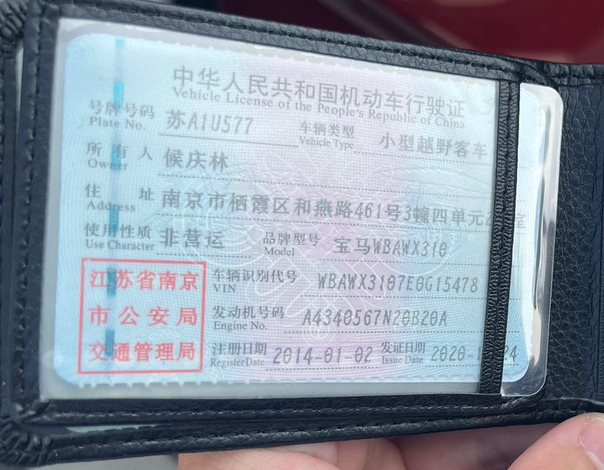 中华人民共和国机动车行驶证
Vehicle License of the People's Republic of China
号牌号码 苏A1U577 车辆类型 小型越野客车
Plate No. Vehicle Type
所有人 侯庆林
Owner
住址 南京市栖霞区和燕路461号3幢四单元 室
Address
使用性质 非营运 品牌型号 宝马WBAWX310
Use Character Model
江苏省南京市公安局交通管理局
车辆识别代号 WBAWX3107E0G15478
VIN
发动机号码 A4340567N20B20A
Engine No.
注册日期 2014-01-02 发证日期 2020- 24
Register Date Issue Date